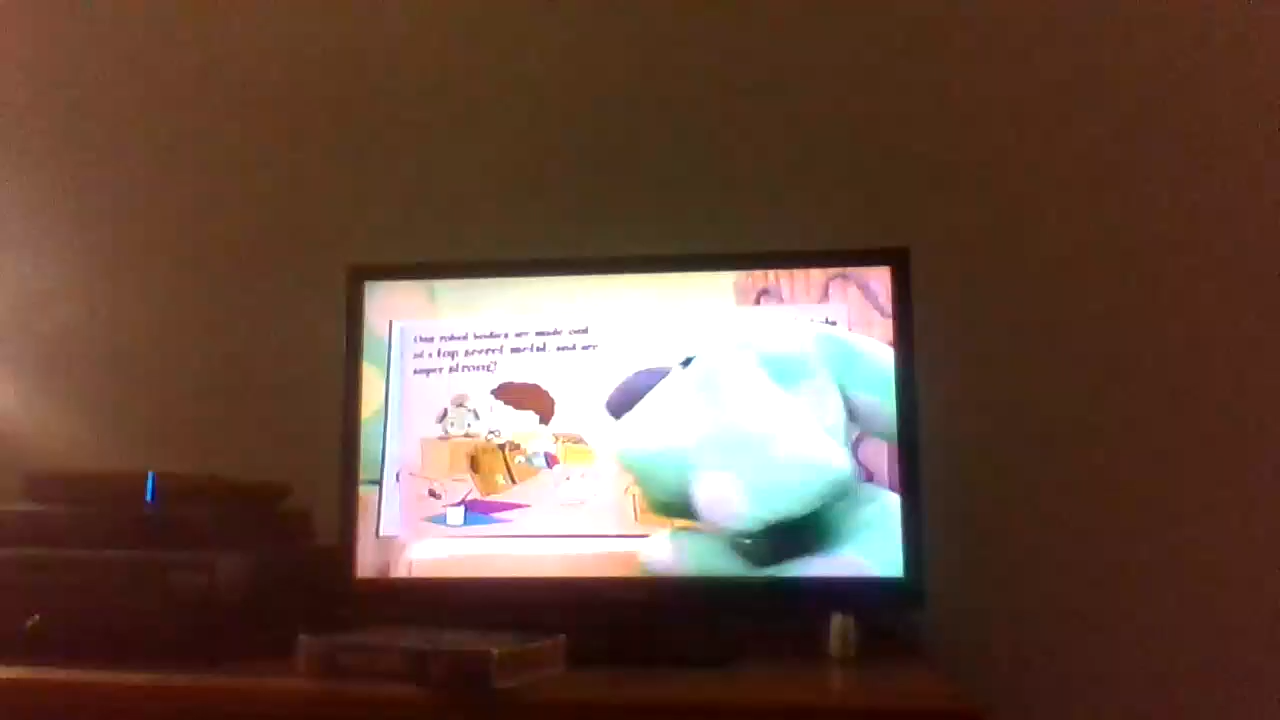 Our robot bodies are made out
of a top secret metal, and are
super strong!